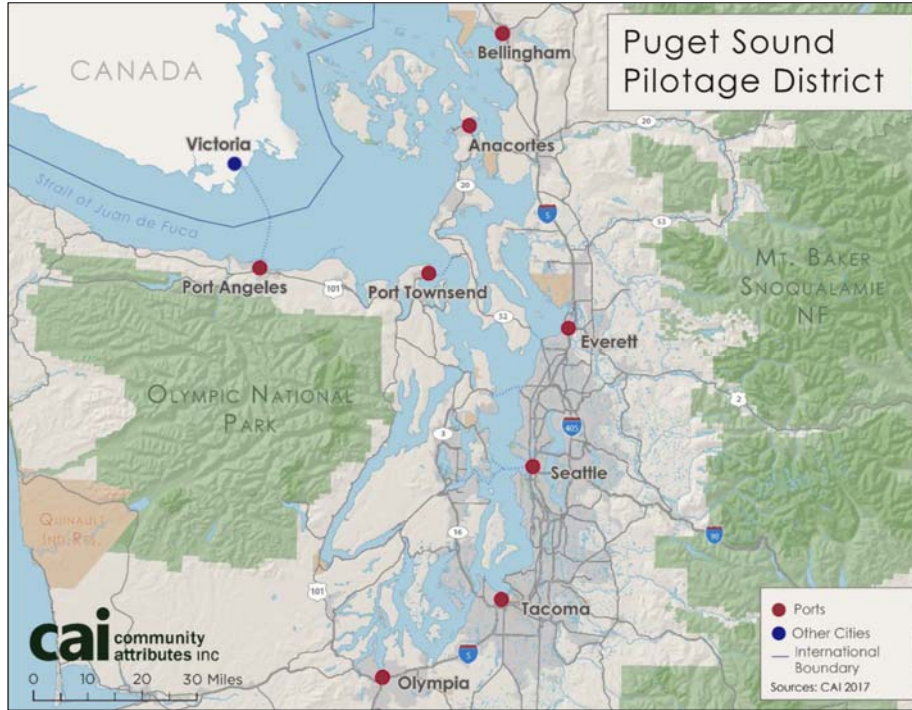 Puget Sound
Pilotage District
Bellingham
CANADA
Victoria
Anacortes
20
20
Strait of Juan de Fuca
5
53
Port Angeles
101
Port Townsend
Mt. Baker
Snoqualamie
NF
52
Everett
Olympic National
Park
2
3
405
Seattle
Quinault
Ind. Res.
16
90
101
Tacoma
Ports
Other Cities
International
Boundary
Sources: CAI 2017
cai community
attributes inc
5
0 10 20 30 Miles
Olympia